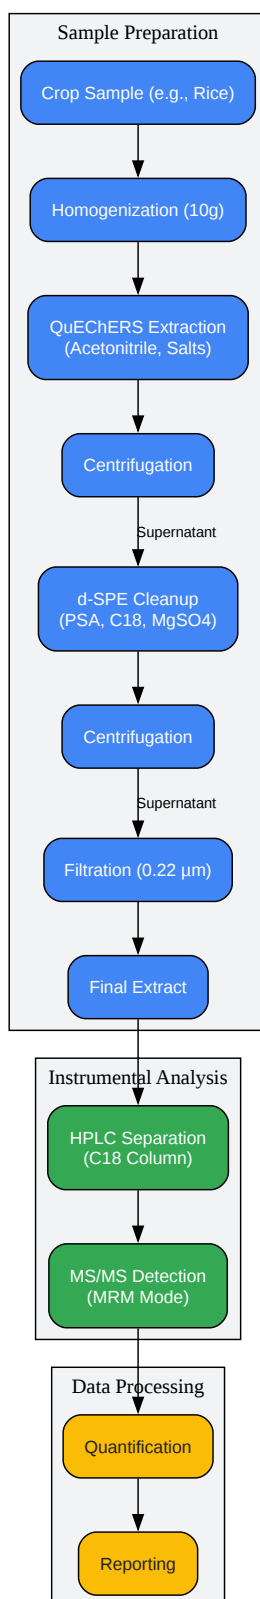 Sample Preparation
Crop Sample (e.g., Rice)
Homogenization (10g)
QuEChERS Extraction
(Acetonitrile, Salts)
Centrifugation
Supernatant
d-SPE Cleanup
(PSA, C18, MgSO4)
Centrifugation
Supernatant
Filtration (0.22 µm)
Final Extract
Instrumental Analysis
HPLC Separation
(C18 Column)
MS/MS Detection
(MRM Mode)
Data Processing
Quantification
Reporting